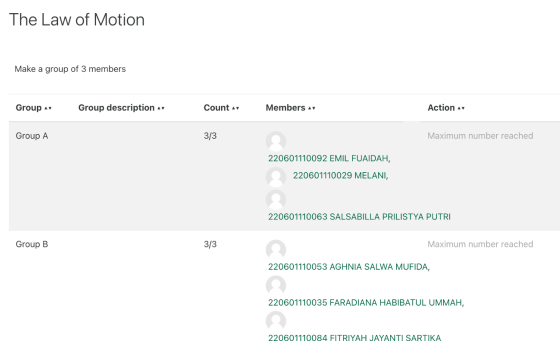 The Law of Motion
Make a group of 3 members
Group Group description Count Members Action
Group A 3/3 Maximum number reached
220601110092 EMIL FUAIDAH,
220601110029 MELANI,
220601110063 SALSABILLA PRILISTYA PUTRI
Group B 3/3 Maximum number reached
220601110053 AGHNIA SALWA MUFIDA,
220601110035 FARADIANA HABIBATUL UMMAH,
220601110084 FITRIYAH JAYANTI SARTIKA